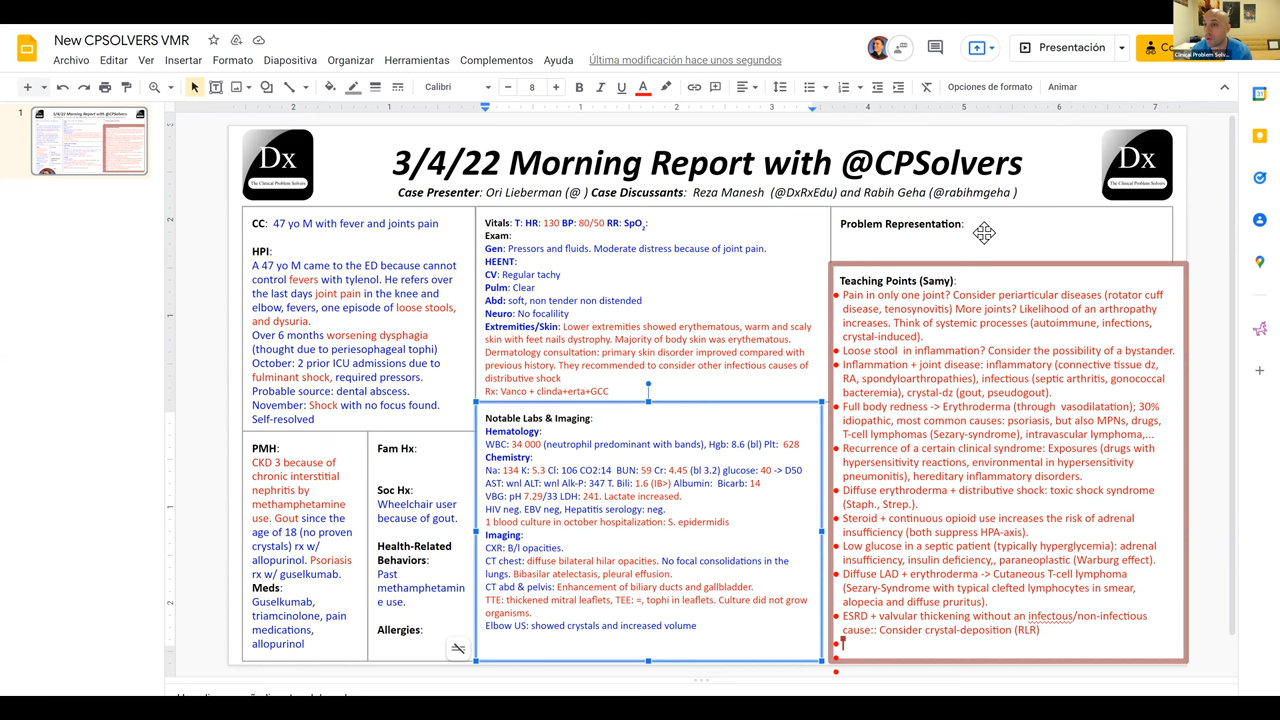 New CPSOLVERS VMR
Archivo Editar Ver Insertar Formato Diapositiva Organizar Herramientas Ayuda Última modificación hace unos segundos
Presentación
Clinical Problem Solv...
Calibri 8 Opciones de formato Animar
3/4/22 Morning Report with @CPSolvers
Dx
The Clinical Problem Solvers
Dx
The Clinical Problem Solvers
Case Presenter: Ori Lieberman (@ ) Case Discussants: Reza Manesh (@DxRxEdu) and Rabih Geha (@rabihmgeha )
CC: 47 yo M with fever and joints pain
HPI:
A 47 yo M came to the ED because cannot
control fevers with tylenol. He refers over
the last days joint pain in the knee and
elbow, fevers, one episode of loose stools,
and dysuria.
Over 6 months worsening dysphagia
(thought due to periesophageal tophi)
October: 2 prior ICU admissions due to
fulminant shock, required pressors.
Probable source: dental abscess.
November: Shock with no focus found.
Self-resolved
PMH:
CKD 3 because of
chronic interstitial
nephritis by
methamphetamine
use. Gout since the
age of 18 (no proven
crystals) rx w/
allopurinol. Psoriasis
rx w/ guselkumab.
Meds:
Guselkumab,
triamcinolone, pain
medications,
allopurinol
Fam Hx:
Soc Hx:
Wheelchair user
because of gout.
Health-Related
Behaviors:
Past
methamphetamin
e use.
Allergies:
Vitals: T: HR: 130 BP: 80/50 RR: SpO2:
Exam:
Gen: Pressors and fluids. Moderate distress because of joint pain.
HEENT:
CV: Regular tachy
Pulm: Clear
Abd: soft, non tender non distended
Neuro: No focality
Extremities/Skin: Lower extremities showed erythematous, warm and scaly
skin with feet nails dystrophy. Majority of body skin was erythematous.
Dermatology consultation: primary skin disorder improved compared with
previous history. They recommended to consider other infectious causes of
distributive shock
Rx: Vanco + clinda+erta+GCC
Notable Labs & Imaging:
Hematology:
WBC: 34 000 (neutrophil predominant with bands), Hgb: 8.6 (bl) Plt: 628
Chemistry:
Na: 134 K: 5.3 Cl: 106 CO2:14 BUN: 59 Cr: 4.45 (bl 3.2) glucose: 40 -> D50
AST: wnl ALT: wnl Alk-P: 347 T. Bili: 1.6 (IB>) Albumin: Bicarb: 14
VBG: pH 7.29/33 LDH: 241. Lactate increased.
HIV neg, EBV neg, Hepatitis serology: neg.
1 blood culture in october hospitalization: S. epidermidis
Imaging:
CXR: B/l opacities.
CT chest: diffuse bilateral hilar opacities. No focal consolidations in the
lungs. Bibasilar atelectasis, pleural effusion.
CT abd & pelvis: Enhancement of biliary ducts and gallbladder.
TTE: thickened mitral leaflets, TEE: =, tophi in leaflets. Culture did not grow
organisms.
Elbow US: showed crystals and increased volume
Problem Representation:
Teaching Points (Samy):
Pain in only one joint? Consider periarticular diseases (rotator cuff
disease, tenosynovitis) More joints? Likelihood of an arthropathy
increases. Think of systemic processes (autoimmune, infections,
crystal-induced).
Loose stool in inflammation? Consider the possibility of a bystander.
Inflammation + joint disease: inflammatory (connective tissue dz,
RA, spondyloarthropathies), infectious (septic arthritis, gonococcal
bacteremia), crystal-dz (gout, pseudogout).
Full body redness -> Erythroderma (through vasodilatation); 30%
idiopathic, most common causes: psoriasis, but also MPNs, drugs,
T-cell lymphomas (Sezary-syndrome), intravascular lymphoma,...
Recurrence of a certain clinical syndrome: Exposures (drugs with
hypersensitivity reactions, environmental in hypersensitivity
pneumonitis), hereditary inflammatory disorders.
Diffuse erythroderma + distributive shock: toxic shock syndrome
(Staph., Strep.).
Steroid + continuous opioid use increases the risk of adrenal
insufficiency (both suppress HPA-axis).
Low glucose in a septic patient (typically hyperglycemia): adrenal
insufficiency, insulin deficiency,, paraneoplastic (Warburg effect).
Diffuse LAD + erythroderma -> Cutaneous T-cell lymphoma
(Sezary-Syndrome with typical clefted lymphocytes in smear,
alopecia and diffuse pruritus).
ESRD + valvular thickening without an infectous/non-infectious
cause:: Consider crystal-deposition (RLR)